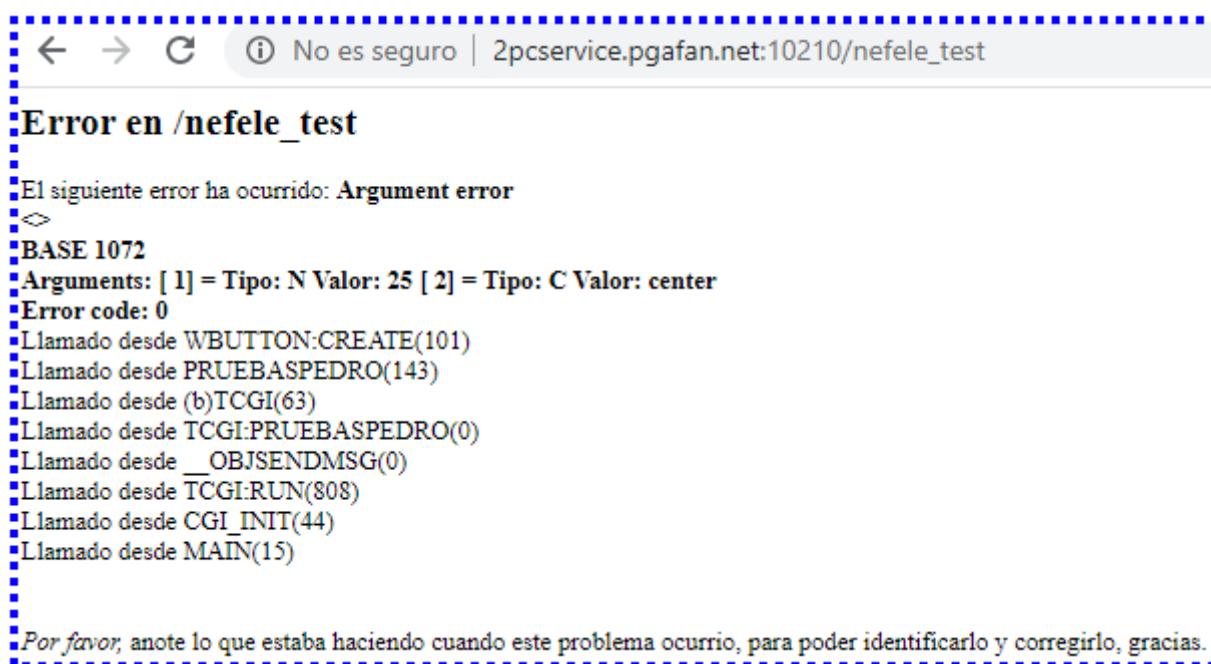 No es seguro | 2pcservice.pgafan.net:10210/nefele_test
Error en /nefele_test
El siguiente error ha ocurrido: Argument error
<>
BASE 1072
Arguments: [ 1] = Tipo: N Valor: 25 [ 2] = Tipo: C Valor: center
Error code: 0
Llamado desde WBUTTON:CREATE(101)
Llamado desde PRUEBASPEDRO(143)
Llamado desde (b)TCGI(63)
Llamado desde TCGI:PRUEBASPEDRO(0)
Llamado desde __OBJSENDMSG(0)
Llamado desde TCGI:RUN(808)
Llamado desde CGI_INIT(44)
Llamado desde MAIN(15)
Por favor, anote lo que estaba haciendo cuando este problema ocurrio, para poder identificarlo y corregirlo, gracias.